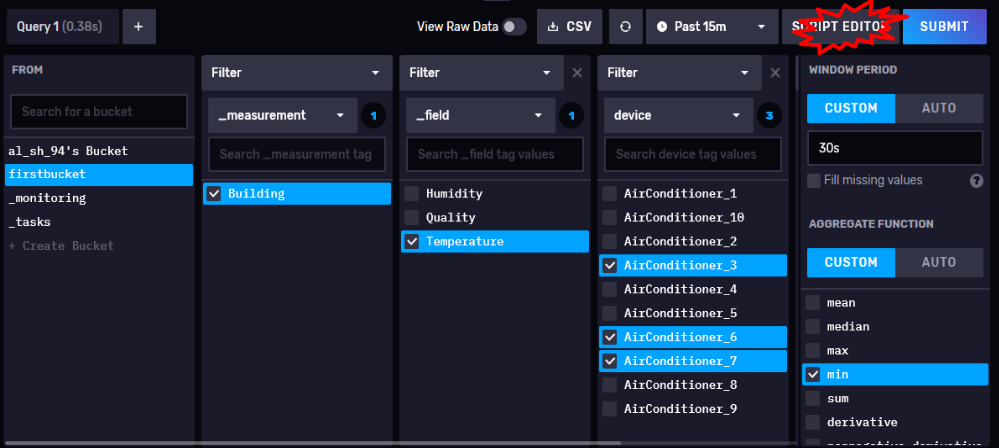 Query 1 (0.38s)
+
View Raw Data
CSV
Past 15m
SCRIPT EDITOR
SUBMIT
FROM
Search for a bucket
al_sh_94's Bucket
firstbucket
_monitoring
_tasks
+ Create Bucket
Filter
_measurement
1
Search _measurement tag
Building
Filter
_field
1
Search _field tag values
Humidity
Quality
Temperature
Filter
device
3
Search device tag values
AirConditioner_1
AirConditioner_10
AirConditioner_2
AirConditioner_3
AirConditioner_4
AirConditioner_5
AirConditioner_6
AirConditioner_7
AirConditioner_8
AirConditioner_9
WINDOW PERIOD
CUSTOM
AUTO
30s
Fill missing values
?
AGGREGATE FUNCTION
CUSTOM
AUTO
mean
median
max
min
sum
derivative